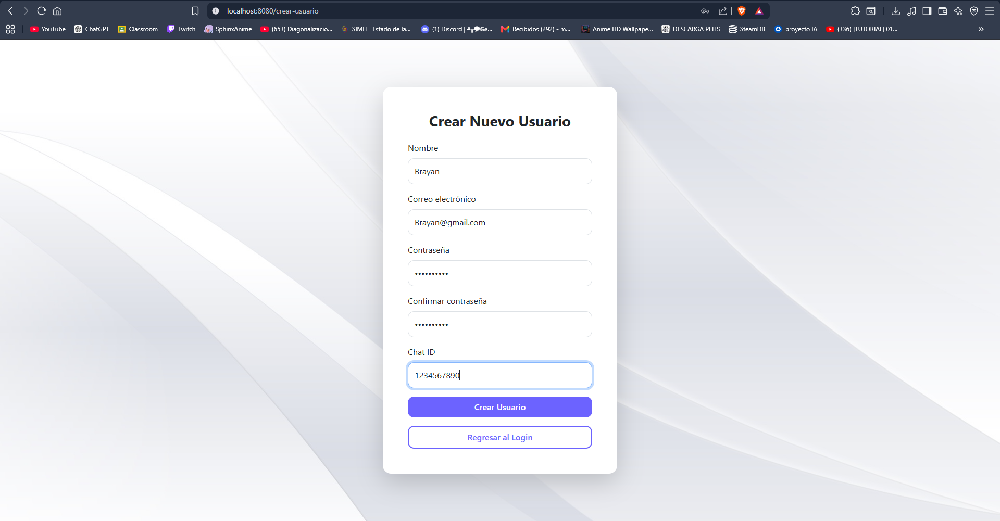 localhost:8080/crear-usuario
YouTube ChatGPT Classroom Twitch SphinxAnime (653) Diagonalizació... SIMIT | Estado de la... (1) Discord | #╔💬Ge... Recibidos (292) - m... Anime HD Wallpape... DESCARGA PELIS SteamDB proyecto IA (336) [TUTORIAL] 01...
Crear Nuevo Usuario
Nombre
Brayan
Correo electrónico
Brayan@gmail.com
Contraseña
••••••••••
Confirmar contraseña
••••••••••
Chat ID
1234567890
Crear Usuario
Regresar al Login